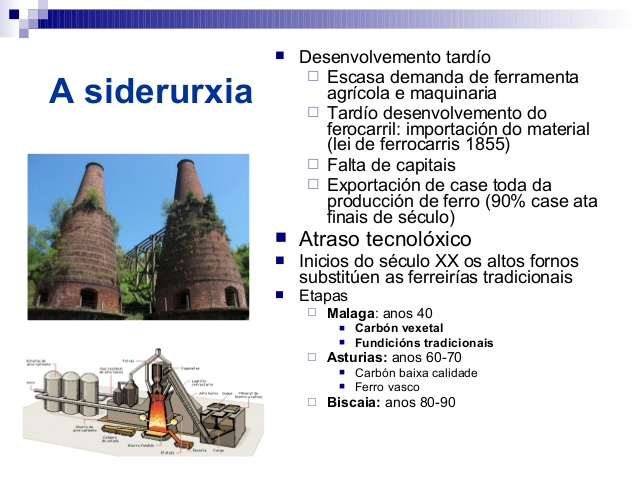 A siderurxia
Desenvolvemento tardío
Escasa demanda de ferramenta
agrícola e maquinaria
Tardío desenvolvemento do
ferocarril: importación do material
(lei de ferrocarris 1855)
Falta de capitais
Exportación de case toda da
producción de ferro (90% case ata
finais de século)
Atraso tecnolóxico
Inicios do século XX os altos fornos
substitúen as ferreirías tradicionais
Etapas
Malaga: anos 40
Carbón vexetal
Fundicións tradicionais
Asturias: anos 60-70
Carbón baixa calidade
Ferro vasco
Biscaia: anos 80-90